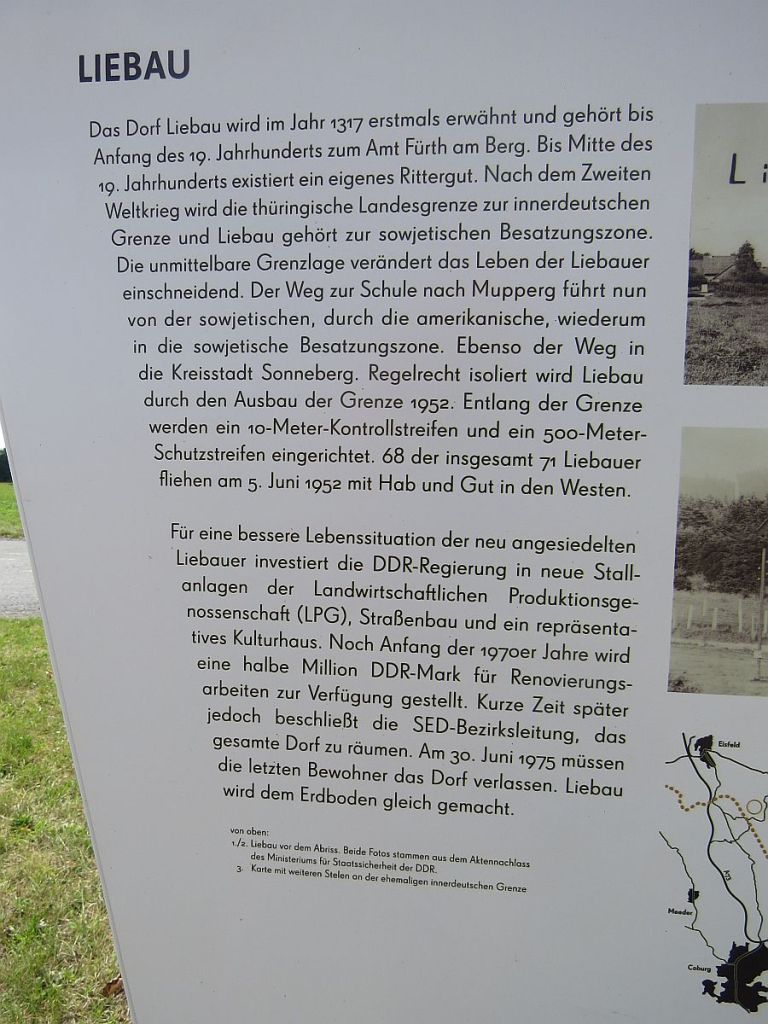 LIEBAU
Das Dorf Liebau wird im Jahr 1317 erstmals erwähnt und gehört bis
Anfang des 19. Jahrhunderts zum Amt Fürth am Berg. Bis Mitte des
19. Jahrhunderts existiert ein eigenes Rittergut. Nach dem Zweiten
Weltkrieg wird die thüringische Landesgrenze zur innerdeutschen
Grenze und Liebau gehört zur sowjetischen Besatzungszone.
Die unmittelbare Grenzlage verändert das Leben der Liebauer
einschneidend. Der Weg zur Schule nach Mupperg führt nun
von der sowjetischen, durch die amerikanische, wiederum
in die sowjetische Besatzungszone. Ebenso der Weg in
die Kreisstadt Sonneberg. Regelrecht isoliert wird Liebau
durch den Ausbau der Grenze 1952. Entlang der Grenze
werden ein 10-Meter-Kontrollstreifen und ein 500-Meter-
Schutzstreifen eingerichtet. 68 der insgesamt 71 Liebauer
fliehen am 5. Juni 1952 mit Hab und Gut in den Westen.
Für eine bessere Lebenssituation der neu angesiedelten
Liebauer investiert die DDR-Regierung in neue Stall-
anlagen der Landwirtschaftlichen Produktionsge-
nossenschaft (LPG), Straßenbau und ein repräsenta-
tives Kulturhaus. Noch Anfang der 1970er Jahre wird
eine halbe Million DDR-Mark für Renovierungs-
arbeiten zur Verfügung gestellt. Kurze Zeit später
jedoch beschließt die SED-Bezirksleitung, das
gesamte Dorf zu räumen. Am 30. Juni 1975 müssen
die letzten Bewohner das Dorf verlassen. Liebau
wird dem Erdboden gleich gemacht.
von oben:
1./2. Liebau vor dem Abriss. Beide Fotos stammen aus dem Aktennachlass
des Ministeriums für Staatssicherheit der DDR.
3. Karte mit weiteren Stelen an der ehemaligen innerdeutschen Grenze
Li
Eisfeld
A73
Meeder
Coburg